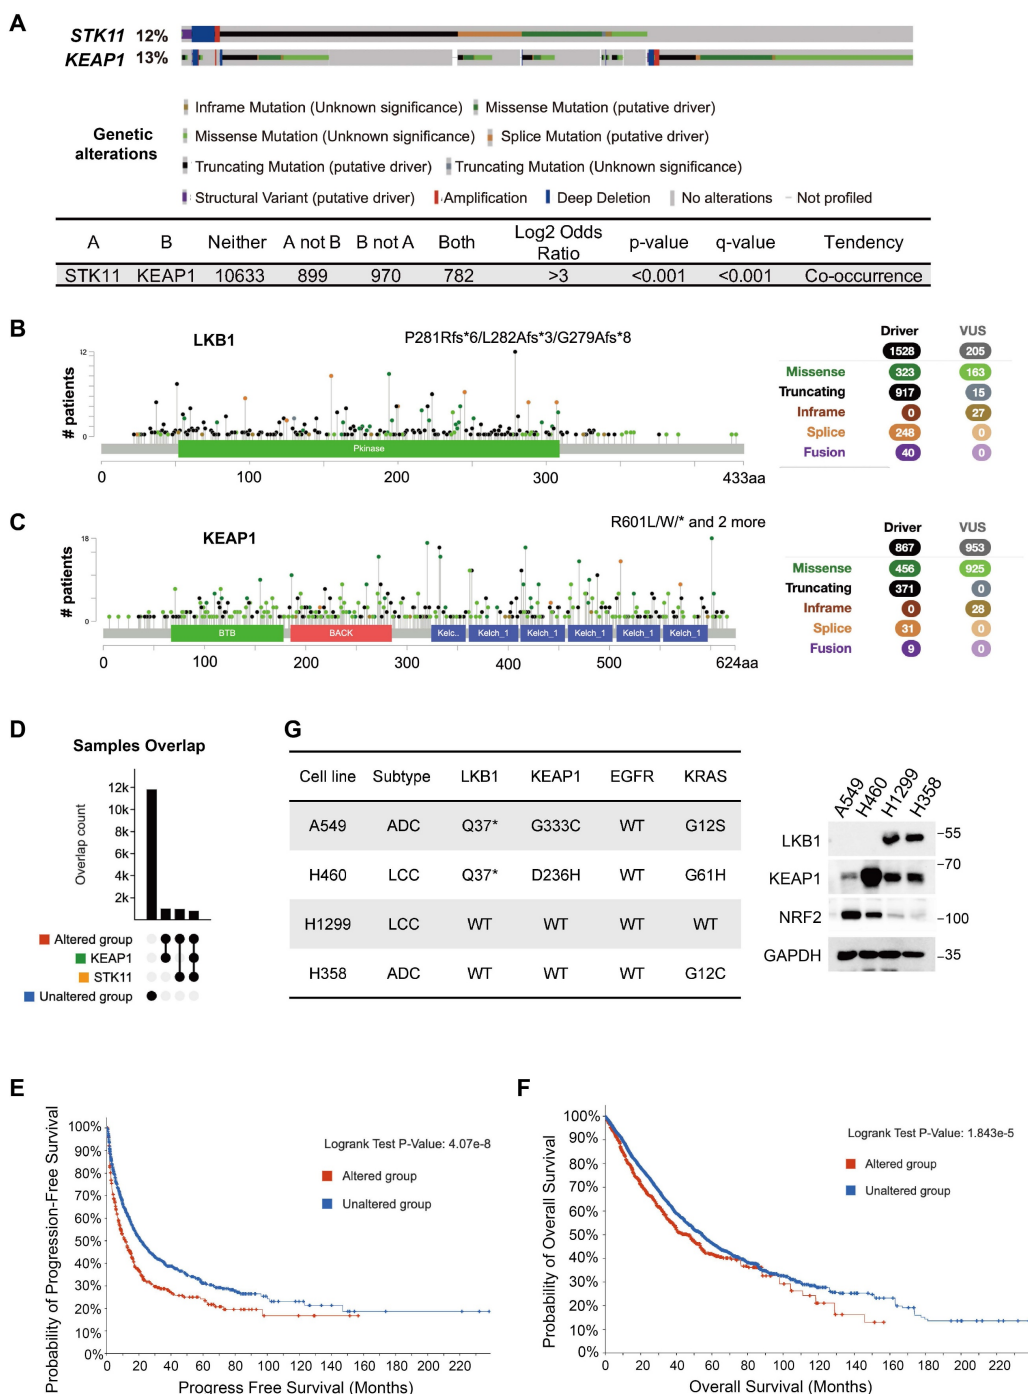 A
STK11 12%
KEAP1 13%
Genetic alterations
Inframe Mutation (Unknown significance) Missense Mutation (putative driver)
Missense Mutation (Unknown significance) Splice Mutation (putative driver)
Truncating Mutation (putative driver) Truncating Mutation (Unknown significance)
Structural Variant (putative driver) Amplification Deep Deletion No alterations Not profiled
A B Neither A not B B not A Both Log2 Odds Ratio p-value q-value Tendency
STK11 KEAP1 10633 899 970 782 >3 <0.001 <0.001 Co-occurrence
B
LKB1
P281Rfs*6/L282Afs*3/G279Afs*8
# patients
12
0
Pkinase
0 100 200 300 433aa
Driver VUS
1528 205
Missense 323 163
Truncating 917 15
Inframe 0 27
Splice 248 0
Fusion 40 0
C
KEAP1
R601L/W/* and 2 more
# patients
18
0
BTB BACK Kelc.. Kelch_1 Kelch_1 Kelch_1 Kelch_1 Kelch_1
0 100 200 300 400 500 624aa
Driver VUS
867 953
Missense 456 925
Truncating 371 0
Inframe 0 28
Splice 31 0
Fusion 9 0
D
Samples Overlap
Overlap count
12k
10k
8k
6k
4k
2k
Altered group
KEAP1
STK11
Unaltered group
G
Cell line Subtype LKB1 KEAP1 EGFR KRAS
A549 ADC Q37* G333C WT G12S
H460 LCC Q37* D236H WT G61H
H1299 LCC WT WT WT WT
H358 ADC WT WT WT G12C
A549 H460 H1299 H358
LKB1 -55
-70
KEAP1
NRF2 -100
GAPDH -35
E
Probability of Progression-Free Survival
100%
90%
80%
70%
60%
50%
40%
30%
20%
10%
0%
Logrank Test P-Value: 4.07e-8
Altered group
Unaltered group
0 20 40 60 80 100 120 140 160 180 200 220
Progress Free Survival (Months)
F
Probability of Overall Survival
100%
90%
80%
70%
60%
50%
40%
30%
20%
10%
0%
Logrank Test P-Value: 1.843e-5
Altered group
Unaltered group
0 20 40 60 80 100 120 140 160 180 200 220
Overall Survival (Months)